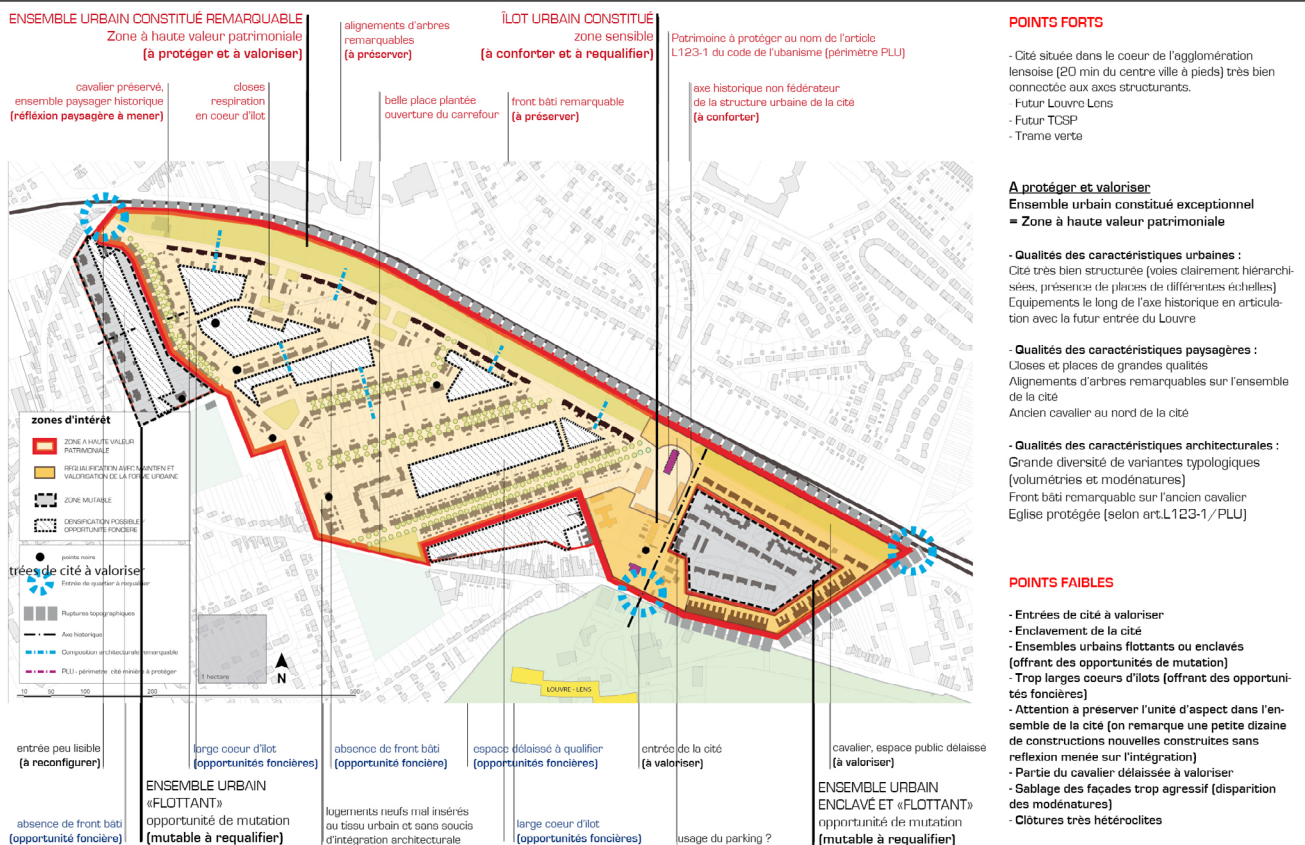 ENSEMBLE URBAIN CONSTITUÉ REMARQUABLE
Zone à haute valeur patrimoniale
(à protéger et à valoriser)
alignements d'arbres
remarquables
(à préserver)
ÎLOT URBAIN CONSTITUÉ
zone sensible
(à conforter et à requalifier)
Patrimoine à protéger au nom de l'article
L123-1 du code de l'ubanisme (périmètre PLU)
cavalier préservé,
ensemble paysager historique
(réfléxion paysagère à mener)
closes
respiration
en coeur d'ilot
belle place plantée
ouverture du carrefour
front bâti remarquable
(à préserver)
axe historique non fédérateur
de la structure urbaine de la cité
(à conforter)
zones d'intérêt
ZONE A HAUTE VALEUR
PATRIMONIALE
REQUALIFICATION AVEC MAINTIEN ET
VALORISATION DE LA FORME URBAINE
ZONE MUTABLE
DENSIFICATION POSSIBLE
OPPORTUNITE FONCIERE
points noirs
trées de cité à valoriser
Entrée de quartier à requalifier
Ruptures topographiques
Axe historique
Composition architecturale remarquable
PLU - périmètre cité minière à protéger
1 hectare
N
10 50 100 200 500
LOUVRE - LENS
entrée peu lisible
(à reconfigurer)
large coeur d'ilot
(opportunités foncières)
absence de front bâti
(opportunité foncière)
espace délaissé à qualifier
(opportunités foncières)
entrée de la cité
(à valoriser)
cavalier, espace public délaissé
(à valoriser)
absence de front bâti
(opportunité foncière)
ENSEMBLE URBAIN
«FLOTTANT»
opportunité de mutation
(mutable à requalifier)
logements neufs mal insérés
au tissu urbain et sans soucis
d'intégration architecturale
large coeur d'ilot
(opportunités foncières)
usage du parking ?
ENSEMBLE URBAIN
ENCLAVÉ ET «FLOTTANT»
opportunité de mutation
(mutable à requalifier)
POINTS FORTS
- Cité située dans le coeur de l'agglomération
lensoise (20 min du centre ville à pieds) très bien
connectée aux axes structurants.
- Futur Louvre Lens
- Futur TCSP
- Trame verte
A protéger et valoriser
Ensemble urbain constitué exceptionnel
= Zone à haute valeur patrimoniale
- Qualités des caractéristiques urbaines :
Cité très bien structurée (voies clairement hiérarchi-
sées, présence de places de différentes échelles)
Equipements le long de l'axe historique en articula-
tion avec la futur entrée du Louvre
- Qualités des caractéristiques paysagères :
Closes et places de grandes qualités
Alignements d'arbres remarquables sur l'ensemble
de la cité
Ancien cavalier au nord de la cité
- Qualités des caractéristiques architecturales :
Grande diversité de variantes typologiques
(volumétries et modénatures)
Front bâti remarquable sur l'ancien cavalier
Eglise protégée (selon art.L123-1/PLU)
POINTS FAIBLES
- Entrées de cité à valoriser
- Enclavement de la cité
- Ensembles urbains flottants ou enclavés
(offrant des opportunités de mutation)
- Trop larges coeurs d'ilots (offrant des opportuni-
tés foncières)
- Attention à préserver l'unité d'aspect dans l'en-
semble de la cité (on remarque une petite dizaine
de constructions nouvelles construites sans
reflexion menée sur l'intégration)
- Partie du cavalier délaissée à valoriser
- Sablage des façades trop agressif (disparition
des modénatures)
- Clôtures très hétéroclites